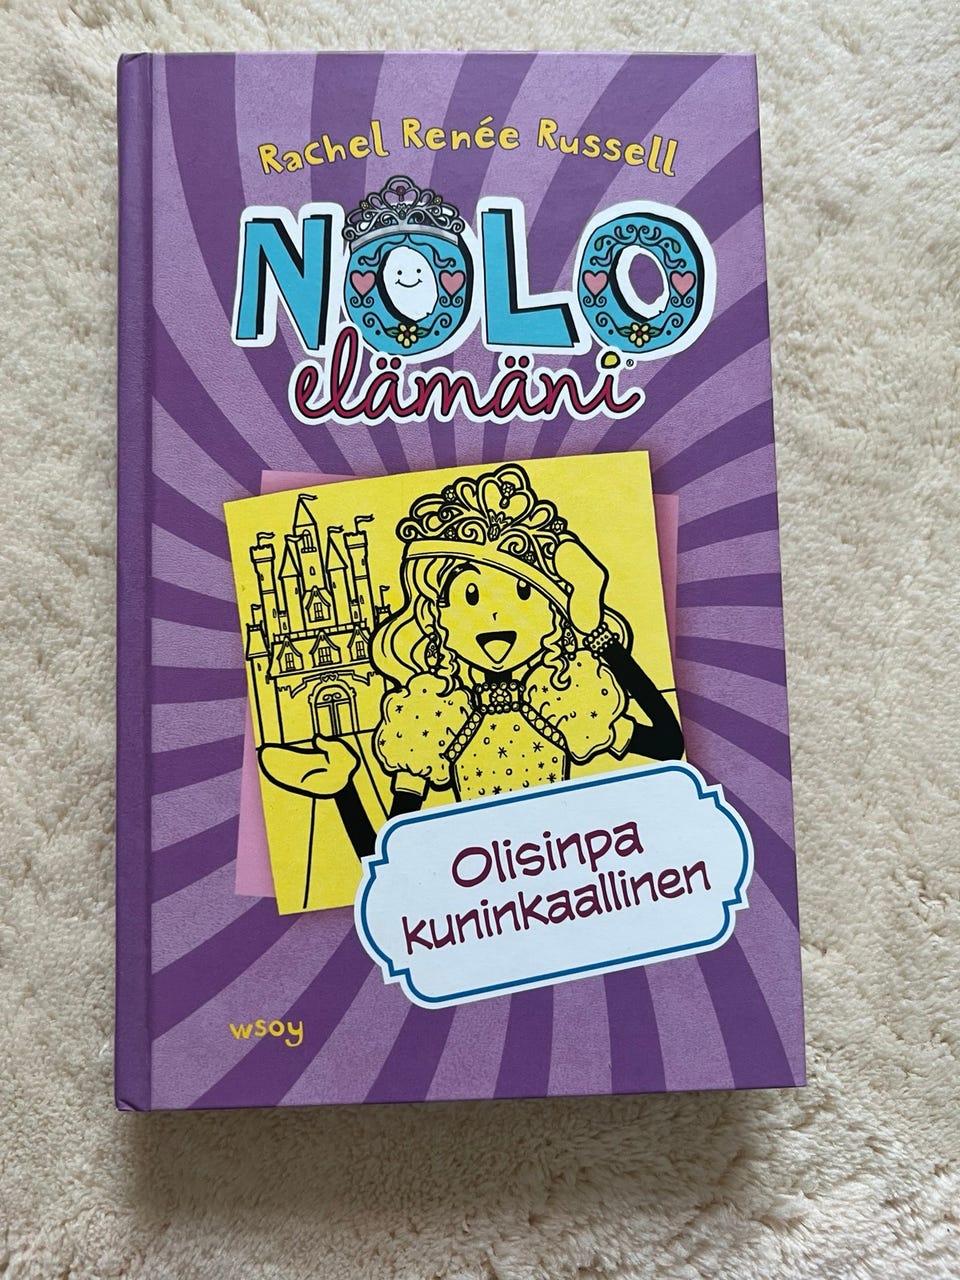 Rachel Renée Russell
NOLO
elämäni®
Olisinpa
kuninkaallinen
wsoy